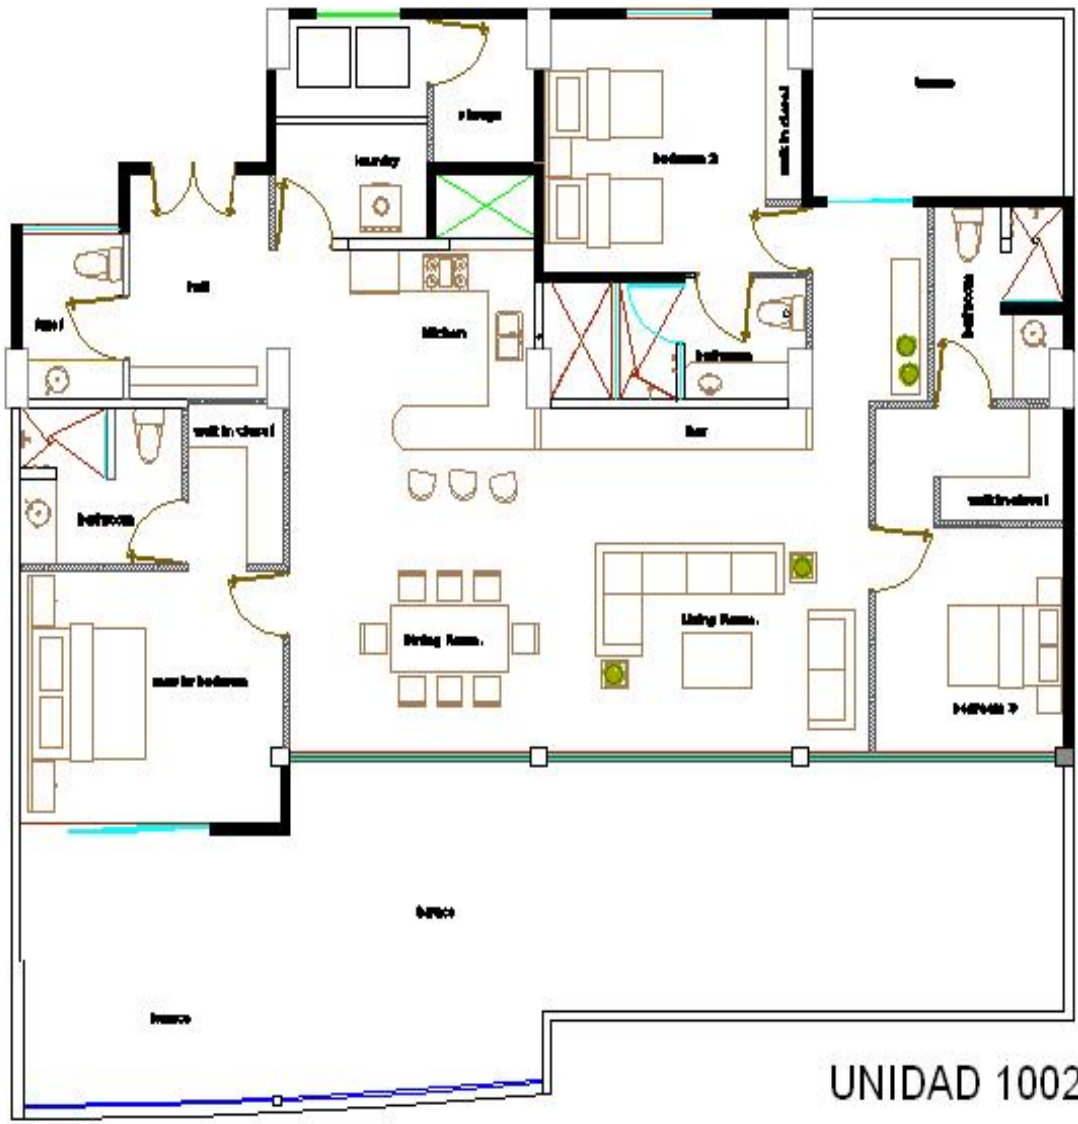 terrace
storage
laundry
bedroom 2
walk in closet
hall
kitchen
bathroom
bathroom
walk in closet
Bar
bathroom
walk in closet
Dining Room.
Living Room.
master bedroom
bedroom 3
terrace
terrace
UNIDAD 1002